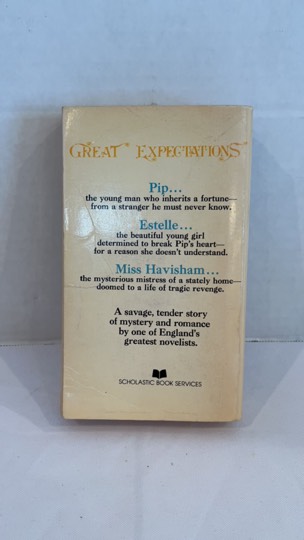 GREAT EXPECTATIONS
Pip...
the young man who inherits a fortune—
from a stranger he must never know.
Estelle...
the beautiful young girl
determined to break Pip's heart—
for a reason she doesn't understand.
Miss Havisham...
the mysterious mistress of a stately home—
doomed to a life of tragic revenge.
A savage, tender story
of mystery and romance
by one of England's
greatest novelists.
SCHOLASTIC BOOK SERVICES